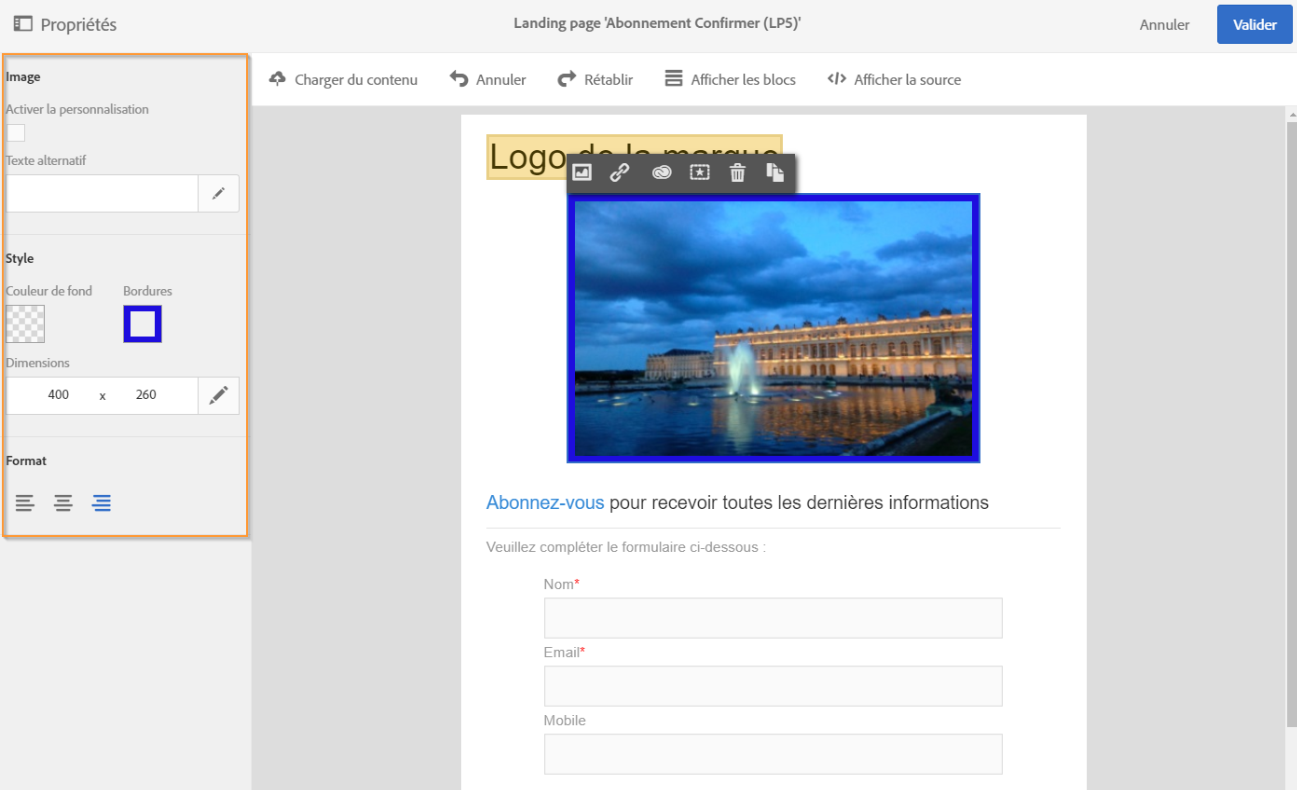 Propriétés
Landing page 'Abonnement Confirmer (LP5)'
Annuler
Valider
Image
Activer la personnalisation
Texte alternatif
Style
Couleur de fond
Bordures
Dimensions
400 x 260
Format
Charger du contenu
Annuler
Rétablir
Afficher les blocs
</> Afficher la source
Logo de la marque
Abonnez-vous pour recevoir toutes les dernières informations
Veuillez compléter le formulaire ci-dessous :
Nom*
Email*
Mobile